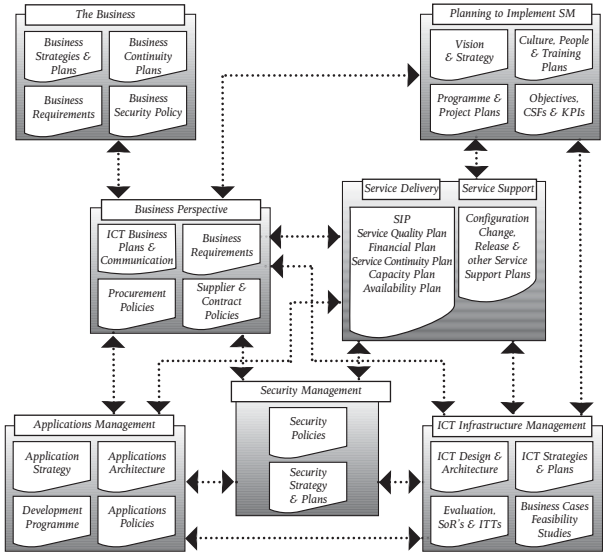 The Business
Business
Strategies &
Plans
Business
Continuity
Plans
Business
Requirements
Business
Security Policy
Planning to Implement SM
Vision
& Strategy
Culture, People
& Training
Plans
Programme &
Project Plans
Objectives,
CSFs & KPIs
Business Perspective
ICT Business
Plans &
Communication
Business
Requirements
Procurement
Policies
Supplier &
Contract
Policies
Service Delivery
SIP
Service Quality Plan
Financial Plan
Service Continuity Plan
Capacity Plan
Availability Plan
Service Support
Configuration
Change,
Release &
other Service
Support Plans
Applications Management
Application
Strategy
Applications
Architecture
Development
Programme
Applications
Policies
Security Management
Security
Policies
Security
Strategy
& Plans
ICT Infrastructure Management
ICT Design &
Architecture
ICT Strategies
& Plans
Evaluation,
SoR's & ITTs
Business Cases
Feasibility
Studies